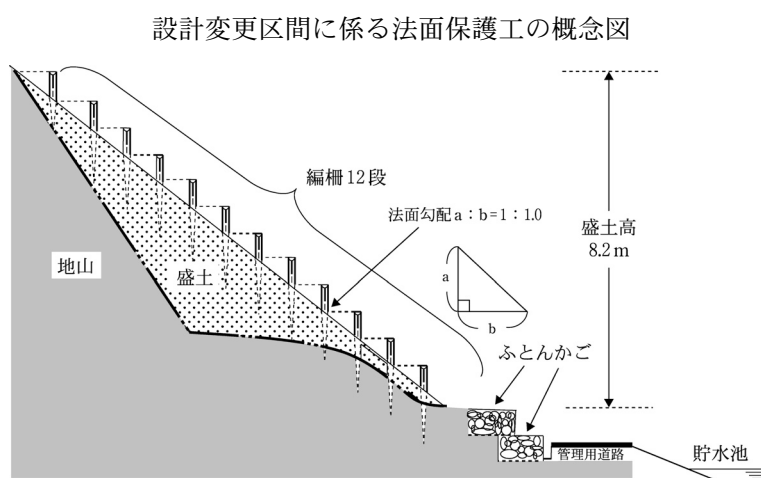 設計変更区間に係る法面保護工の概念図
編柵12段
法面勾配a：b=1：1.0
盛土高
8.2m
地山
盛土
a
b
ふとんかご
管理用道路
貯水池